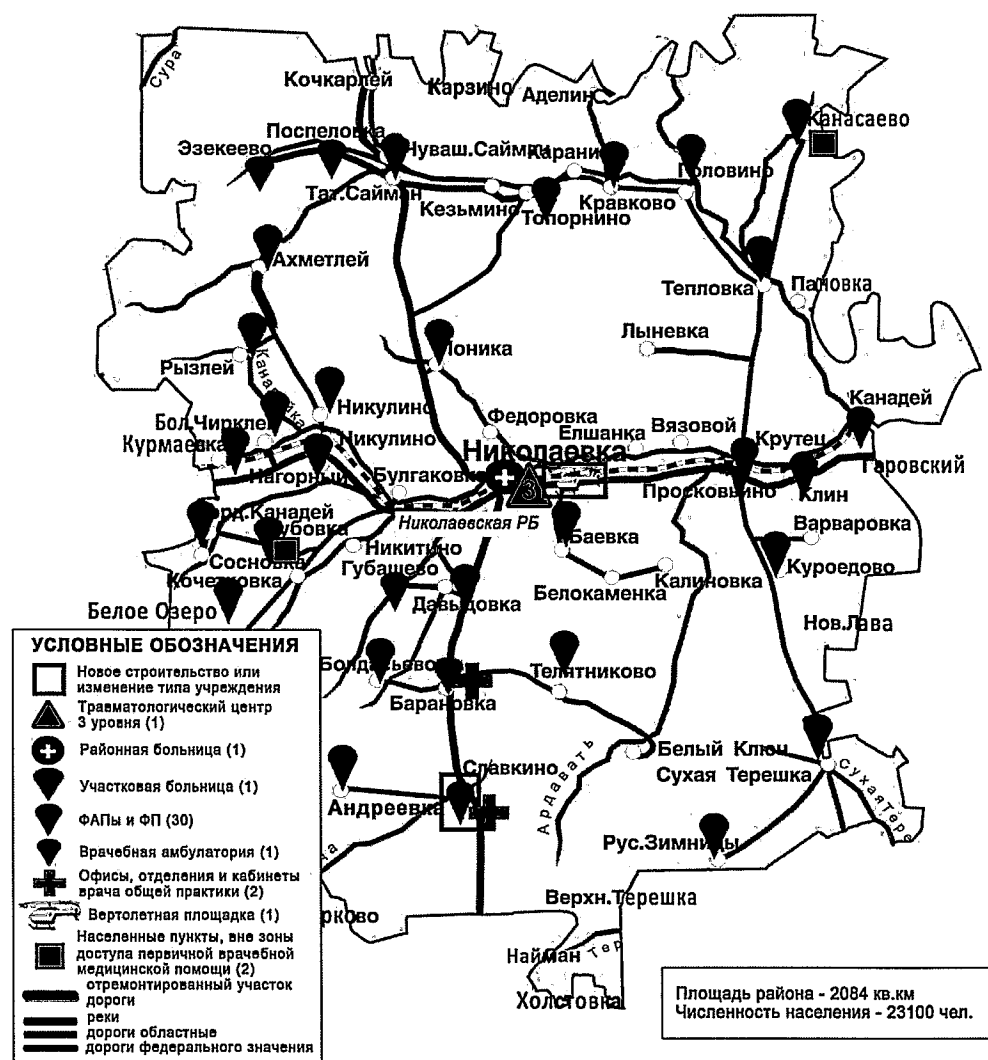 Сура
Кочкарлей
Карзино
Аделин
Канасаево
Поспеловка
Эзекеево
Чуваш.Сайман
Карани
Головино
Тат.Сайман
Кезьмино
Топорнино
Кравково
Ахметлей
Тепловка
Пановка
Лыневка
Рызлей
Канадейка
Канадей
Никулино
Федоровка
Бол.Чирклей
Курмаевка
Никулино
Николаевка
Елшанка
Вязовой
Крутец
Гаровский
Нагорный
Булгаковка
3
Просковьино
Клин
Николаевская РБ
Варваровка
Баевка
Никитино
Сосновка
Губашево
Кочетковка
Куроедово
Калиновка
Белокаменка
Давыдовка
Белое Озеро
Нов.Лава
Телятниково
Барановка
Белый Ключ
Сухая Терешка
Славкино
Андреевка
Ардавать
Рус.Зимницы
Верхн.Терешка
Найман
Тер
Холстовка
УСЛОВНЫЕ ОБОЗНАЧЕНИЯ
Новое строительство или
изменение типа учреждения
Травматологический центр
3 уровня (1)
Районная больница (1)
Участковая больница (1)
ФАПы и ФП (30)
Врачебная амбулатория (1)
Офисы, отделения и кабинеты
врача общей практики (2)
Вертолетная площадка (1)
Населенные пункты, вне зоны
доступа первичной врачебной
медицинской помощи (2)
отремонтированный участок
дороги
реки
дороги областные
дороги федерального значения
Площадь района - 2084 кв.км
Численность населения - 23100 чел.